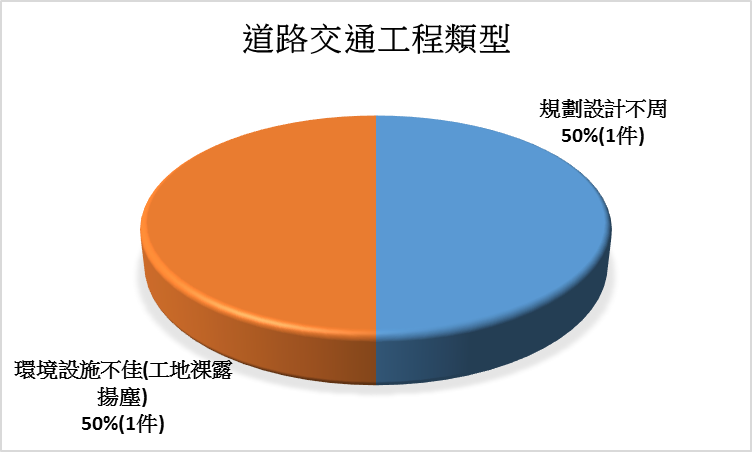 道路交通工程類型
規劃設計不周
50%(1件)
環境設施不佳(工地裸露
揚塵)
50%(1件)